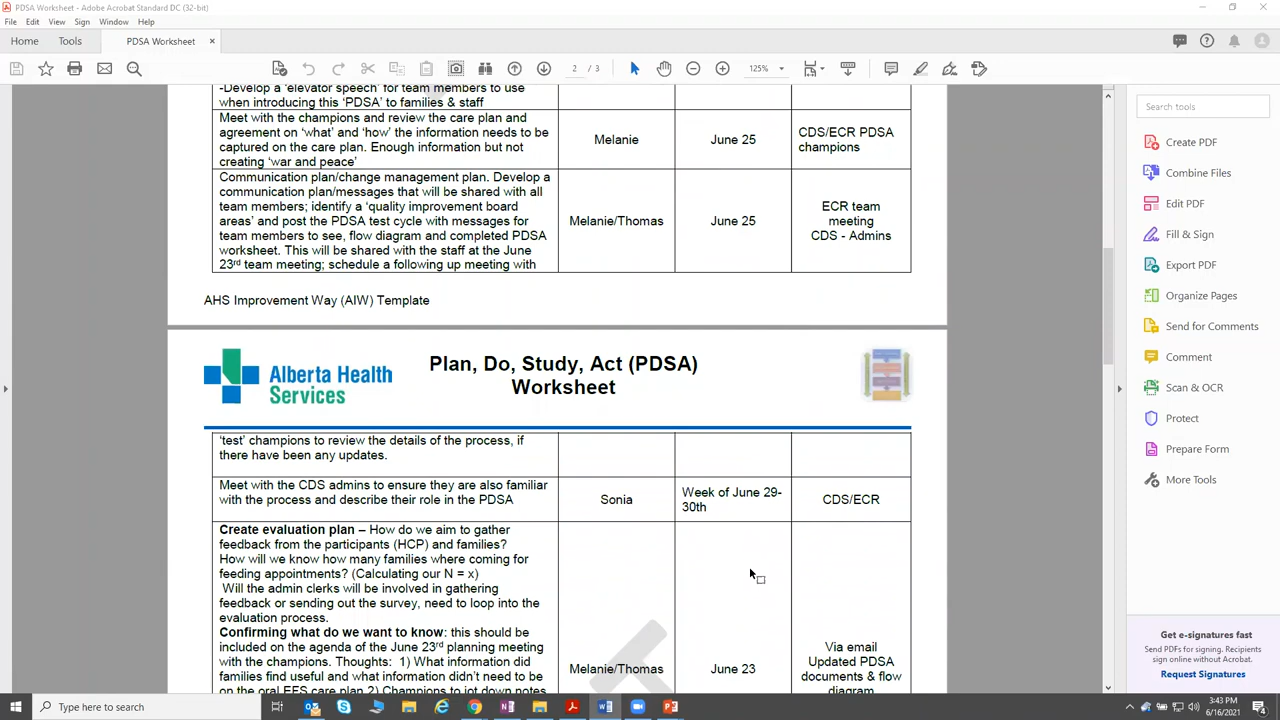 PDSA Worksheet - Adobe Acrobat Standard DC (32-bit)
File Edit View Sign Window Help
Home Tools PDSA Worksheet ×
2 / 3 125%
-Develop a 'elevator speech' for team members to use
when introducing this 'PDSA' to families & staff
Meet with the champions and review the care plan and
agreement on 'what' and 'how' the information needs to be
captured on the care plan. Enough information but not
creating 'war and peace'
Melanie
June 25
CDS/ECR PDSA
champions
Communication plan/change management plan. Develop a
communication plan/messages that will be shared with all
team members; identify a 'quality improvement board
areas' and post the PDSA test cycle with messages for
team members to see, flow diagram and completed PDSA
worksheet. This will be shared with the staff at the June
23rd team meeting; schedule a following up meeting with
Melanie/Thomas
June 25
ECR team
meeting
CDS - Admins
AHS Improvement Way (AIW) Template
Alberta Health
Services
Plan, Do, Study, Act (PDSA)
Worksheet
'test' champions to review the details of the process, if
there have been any updates.
Meet with the CDS admins to ensure they are also familiar
with the process and describe their role in the PDSA
Sonia
Week of June 29-
30th
CDS/ECR
Create evaluation plan – How do we aim to gather
feedback from the participants (HCP) and families?
How will we know how many families where coming for
feeding appointments? (Calculating our N = x)
Will the admin clerks will be involved in gathering
feedback or sending out the survey, need to loop into the
evaluation process.
Confirming what do we want to know: this should be
included on the agenda of the June 23rd planning meeting
with the champions. Thoughts: 1) What information did
families find useful and what information didn't need to be
on the oral EFS care plan 2) Champions to jot down notes
Melanie/Thomas
June 23
Via email
Updated PDSA
documents & flow
diagram
Search tools
Create PDF
Combine Files
Edit PDF
Fill & Sign
Export PDF
Organize Pages
Send for Comments
Comment
Scan & OCR
Protect
Prepare Form
More Tools
Get e-signatures fast
Send PDFs for signing. Recipients
sign online without Acrobat.
Request Signatures
Type here to search
3:43 PM
6/16/2021